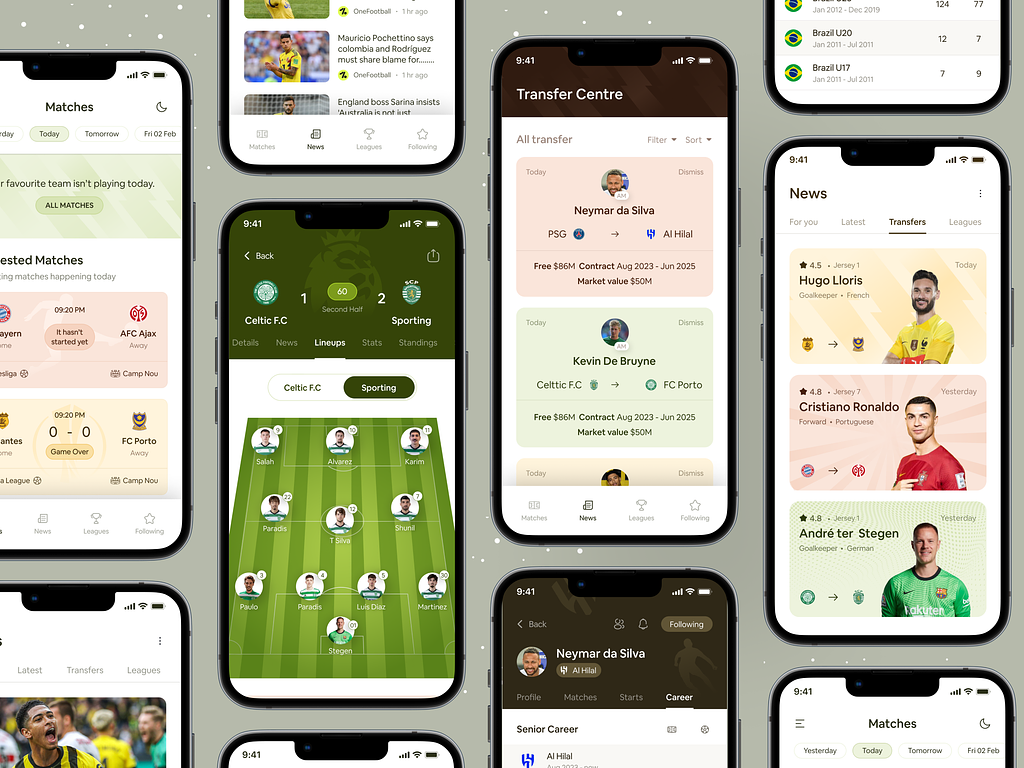 Matches
Today
Tomorrow
Fri 02 Feb
favourite team isn't playing today.
ALL MATCHES
Matches
matches happening today
09:20 PM
It hasn't
started yet
AFC Ajax
Away
Camp Nou
09:20 PM
0 - 0
Game Over
FC Porto
Away
League
Camp Nou
News
Leagues
Following
Latest
Transfers
Leagues
OneFootball • 1 hr ago
Mauricio Pochettino says
colombia and Rodríguez
must share blame for........
OneFootball • 1 hr ago
England boss Sarina insists
'Australia is not just
Matches
News
Leagues
Following
9:41
Back
Celtic F.C
1
60
Second Half
2
SCP
Sporting
Details
News
Lineups
Stats
Standings
Celtic F.C
Sporting
9
10
11
Salah
Alvarez
Karim
22
12
7
Paradis
T Silva
Shunil
3
4
5
30
Paulo
Paradis
Luis Diaz
Martinez
01
Stegen
9:41
9:41
Transfer Centre
All transfer
Filter
Sort
Today
Dismiss
AM
Neymar da Silva
PSG → Al Hilal
Free $86M Contract Aug 2023 - Jun 2025
Market value $50M
Today
Dismiss
AM
Kevin De Bruyne
Celttic F.C → FC Porto
Free $86M Contract Aug 2023 - Jun 2025
Market value $50M
Today
Dismiss
Matches
News
Leagues
Following
9:41
Back
Following
Neymar da Silva
Al Hilal
Profile
Matches
Starts
Career
Senior Career
Al Hilal
Aug 2023 - now
124
77
Jan 2012 - Dec 2019
Brazil U20
12
7
Jan 2011 - Jul 2011
Brazil U17
7
9
Jan 2011 - Jul 2011
9:41
News
For you
Latest
Transfers
Leagues
4.5 • Jersey 1
Today
Hugo Lloris
Goalkeeper • French
4.8 • Jersey 7
Yesterday
Cristiano Ronaldo
Forward • Portuguese
4.8 • Jersey 1
Yesterday
André ter Stegen
Goalkeeper • German
Rakuten
9:41
Matches
Yesterday
Today
Tomorrow
Fri 02 Feb